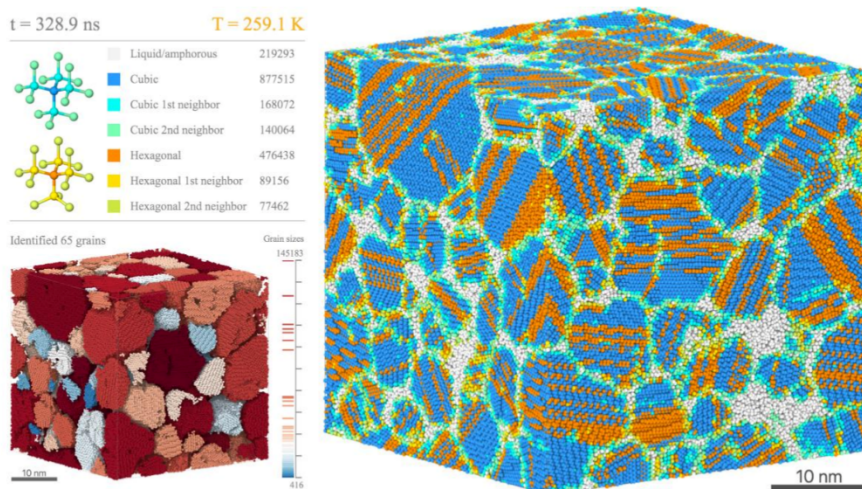 t = 328.9 ns T = 259.1 K
Liquid/amphorous 219293
Cubic 877515
Cubic 1st neighbor 168072
Cubic 2nd neighbor 140064
Hexagonal 476438
Hexagonal 1st neighbor 89156
Hexagonal 2nd neighbor 77462
Identified 65 grains
Grain sizes
145183
416
10 nm
10 nm